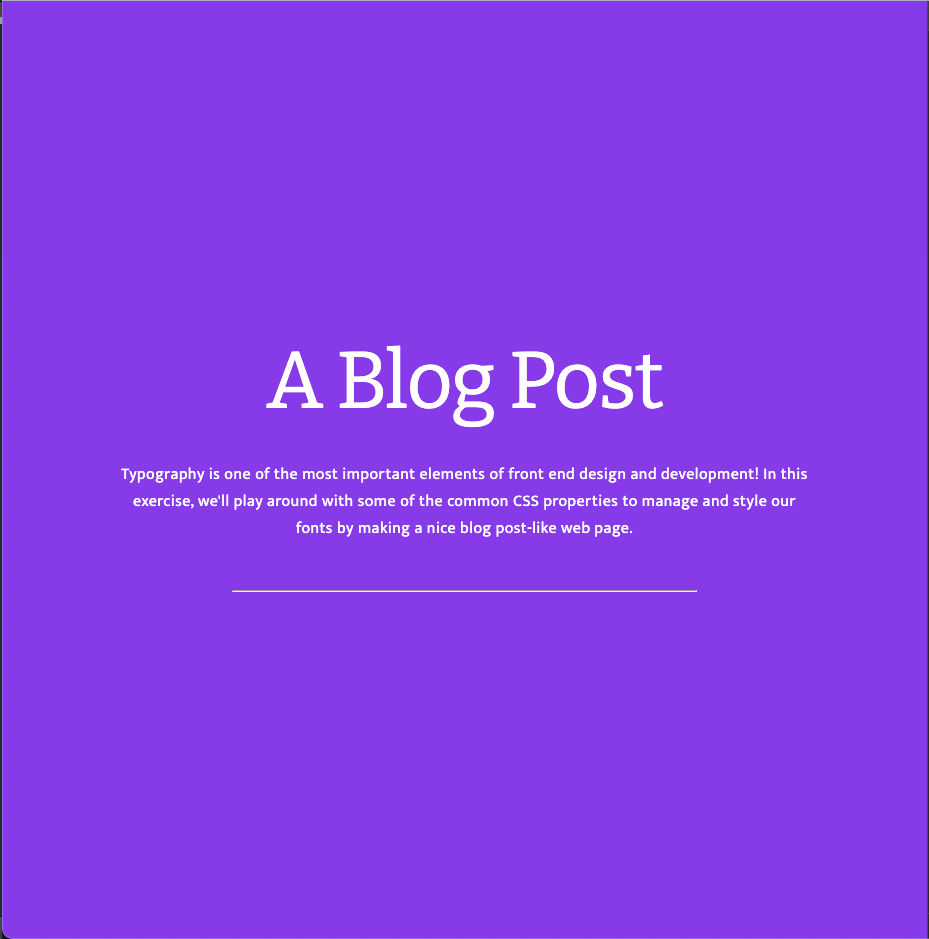 A Blog Post
Typography is one of the most important elements of front end design and development! In this
exercise, we'll play around with some of the common CSS properties to manage and style our
fonts by making a nice blog post-like web page.